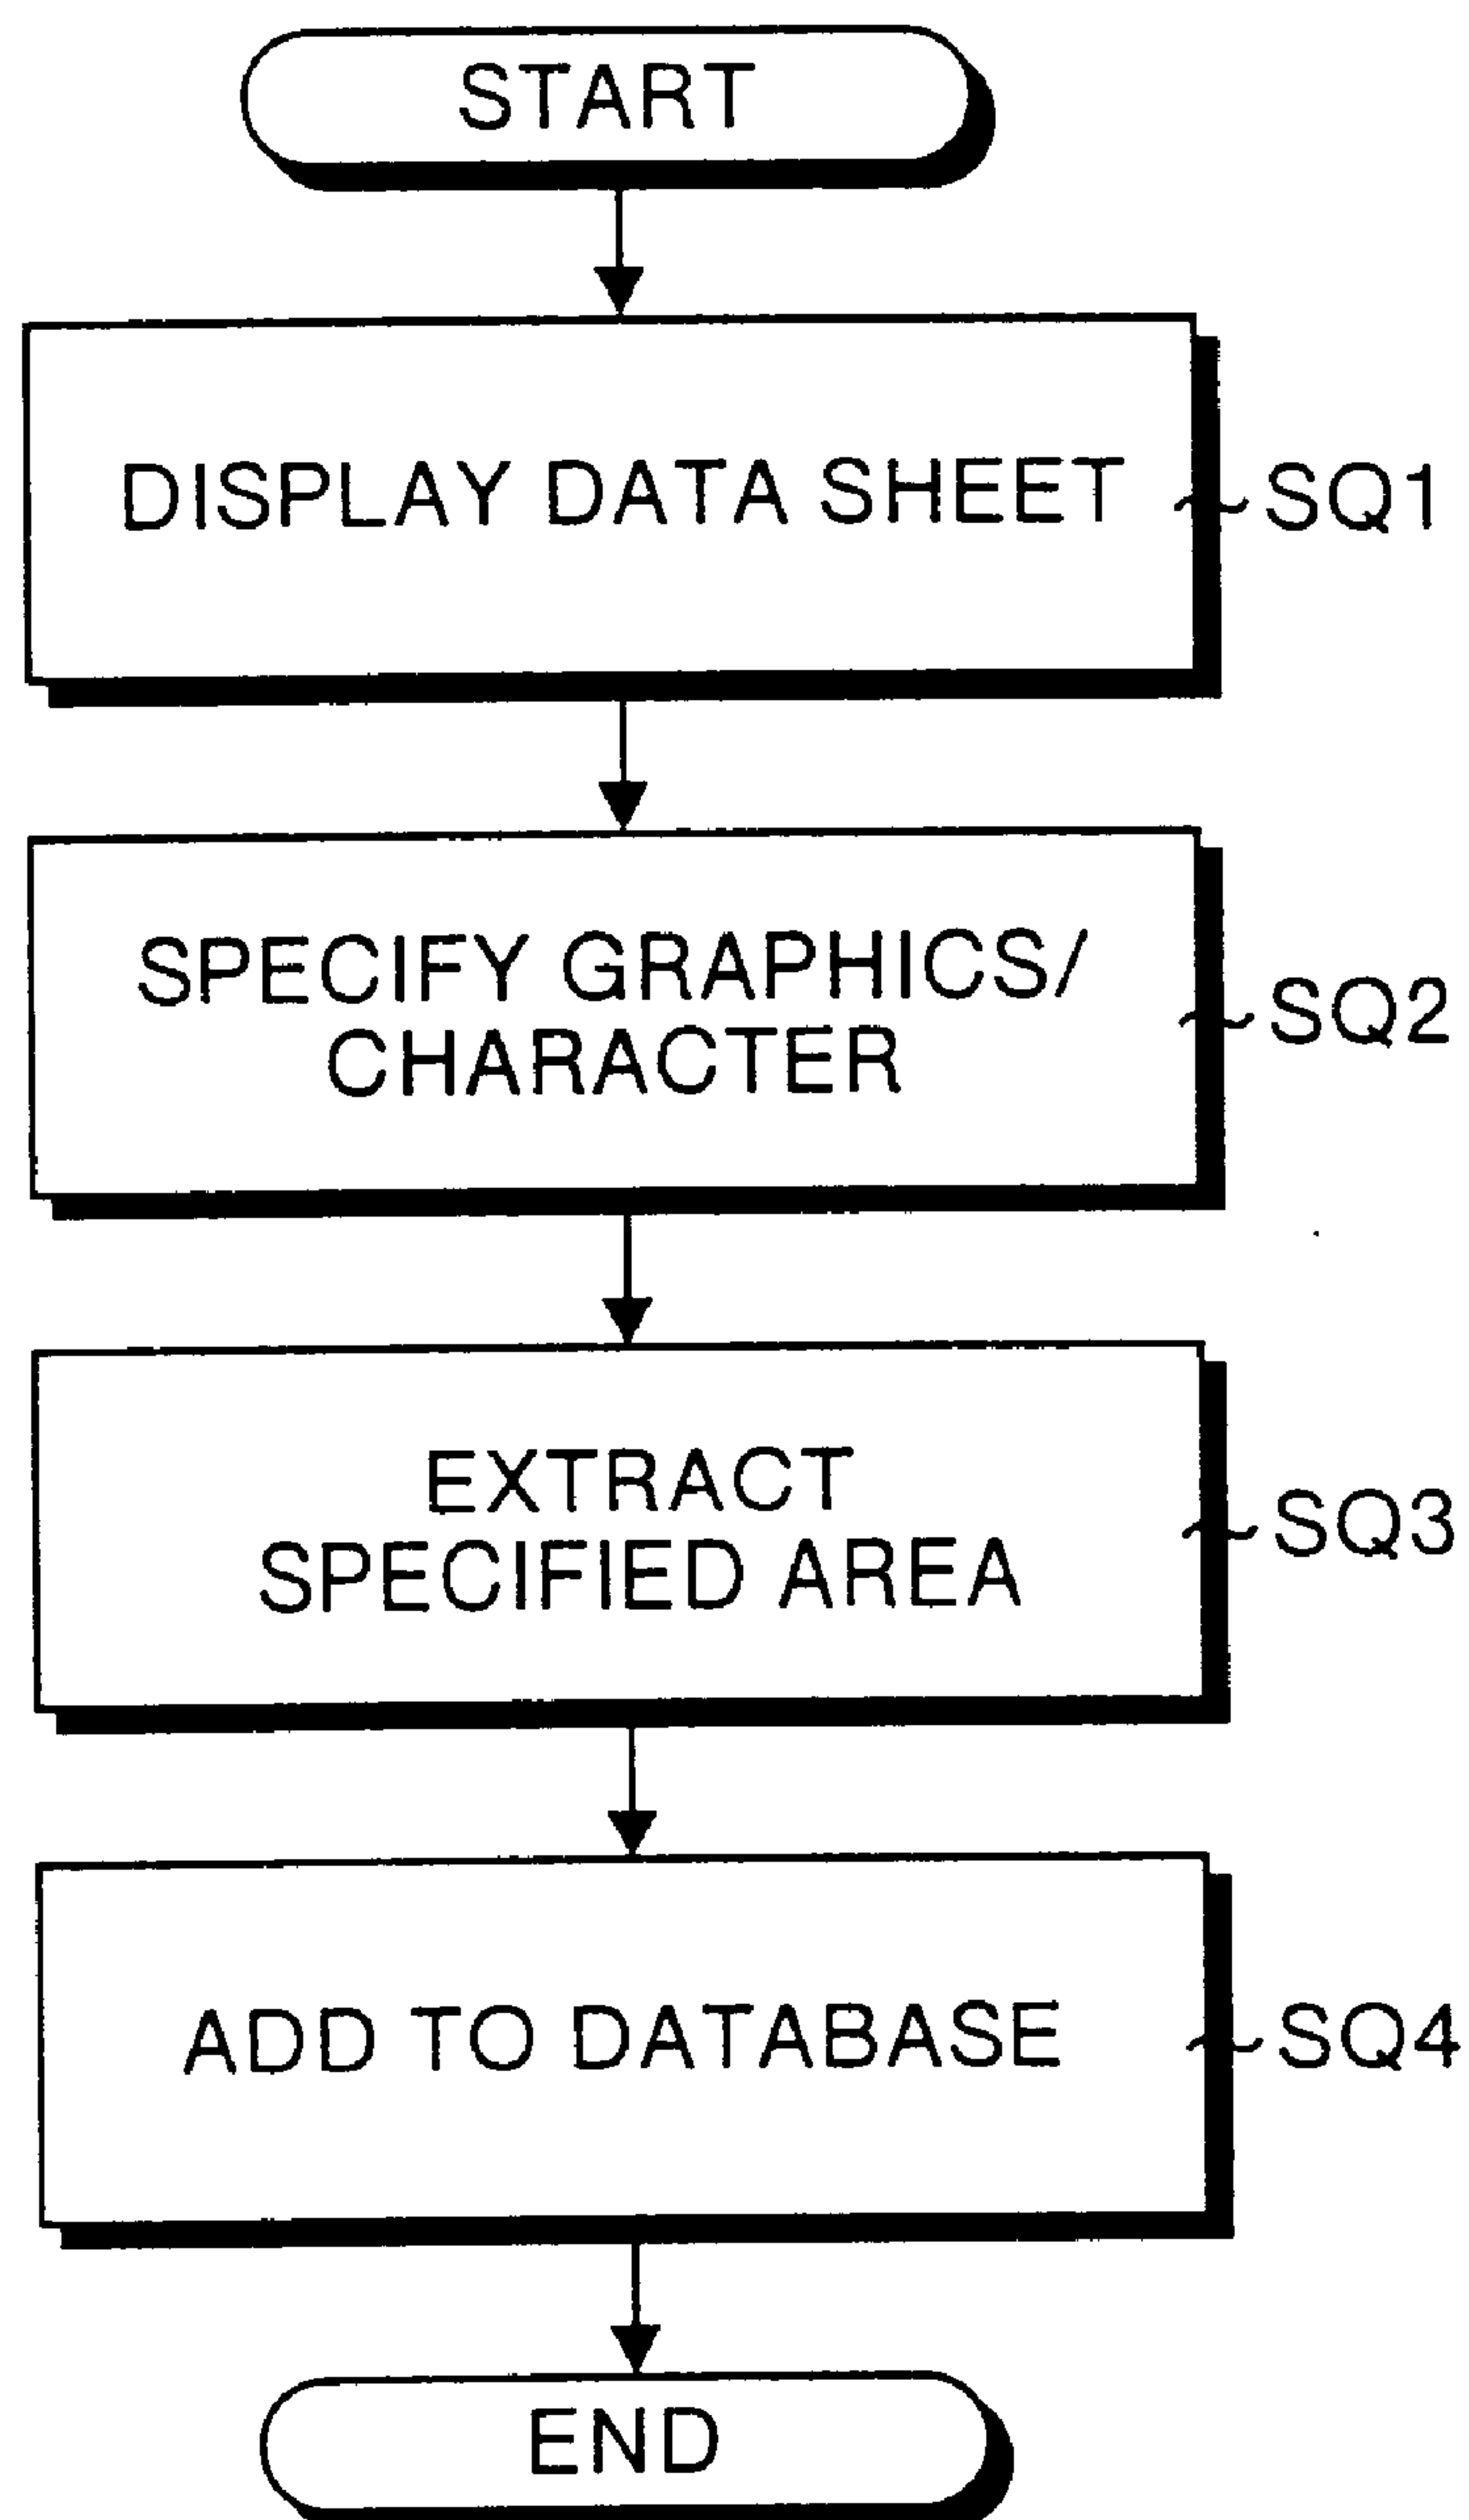 START
DISPLAY DATA SHEET
SQ1
SPECIFY GRAPHICS/
CHARACTER
SQ2
EXTRACT
SPECIFIED AREA
SQ3
ADD TO DATABASE
SQ4
END